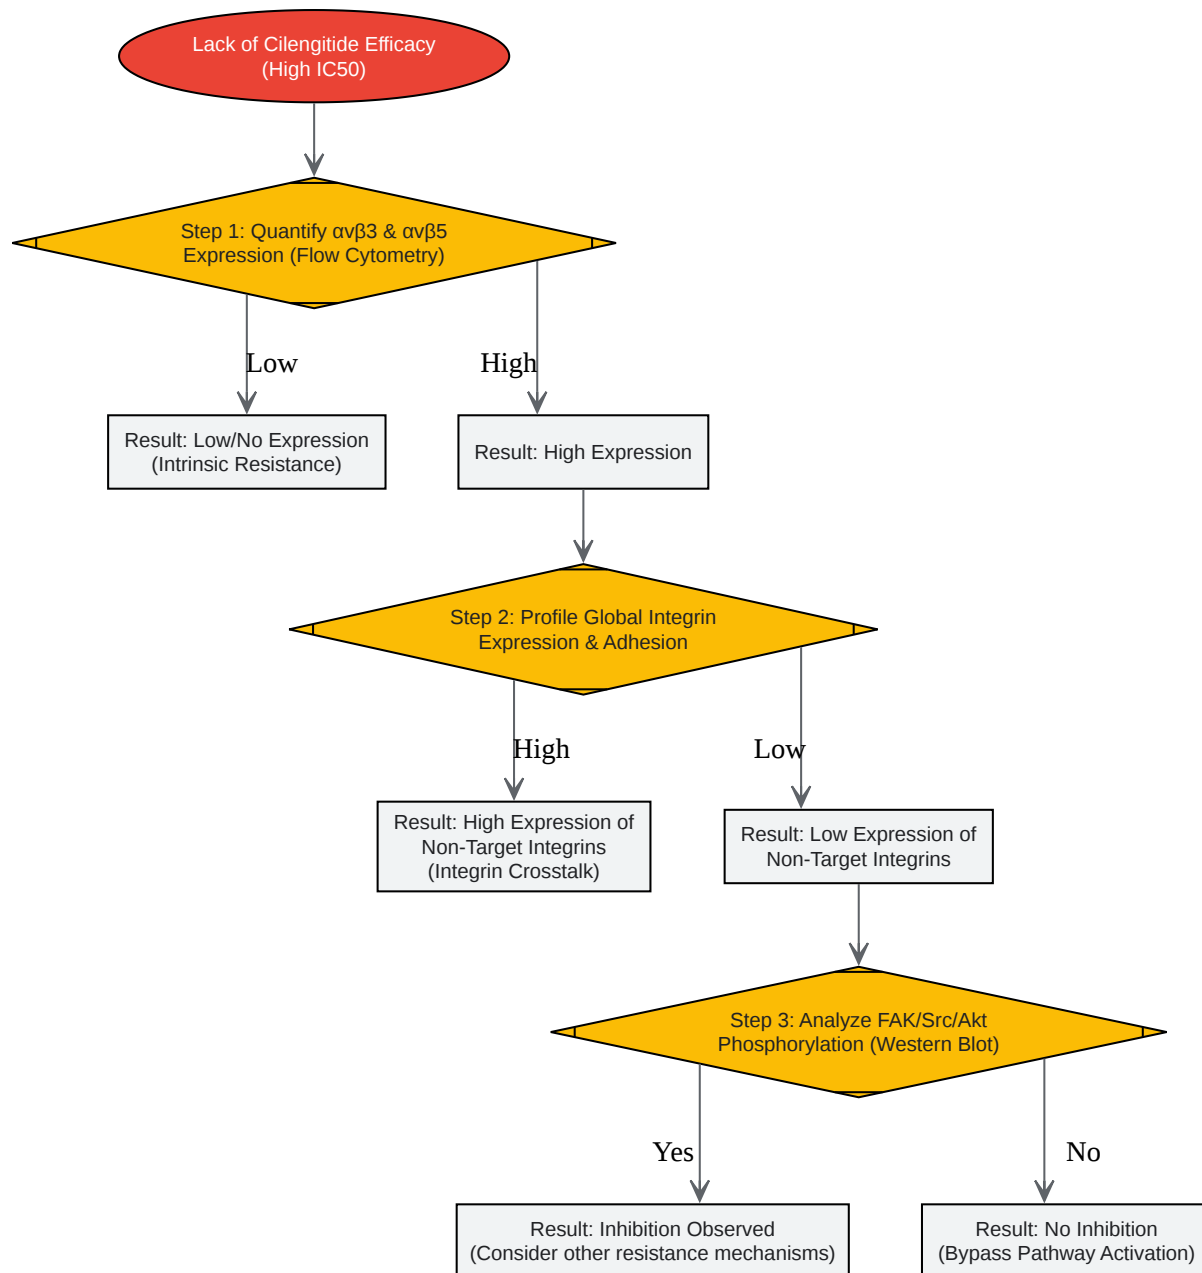 Lack of Cilengitide Efficacy
(High IC50)
Step 1: Quantify αvβ3 & αvβ5
Expression (Flow Cytometry)
Low
High
Result: Low/No Expression
(Intrinsic Resistance)
Result: High Expression
Step 2: Profile Global Integrin
Expression & Adhesion
High
Low
Result: High Expression of
Non-Target Integrins
(Integrin Crosstalk)
Result: Low Expression of
Non-Target Integrins
Step 3: Analyze FAK/Src/Akt
Phosphorylation (Western Blot)
Yes
No
Result: Inhibition Observed
(Consider other resistance mechanisms)
Result: No Inhibition
(Bypass Pathway Activation)